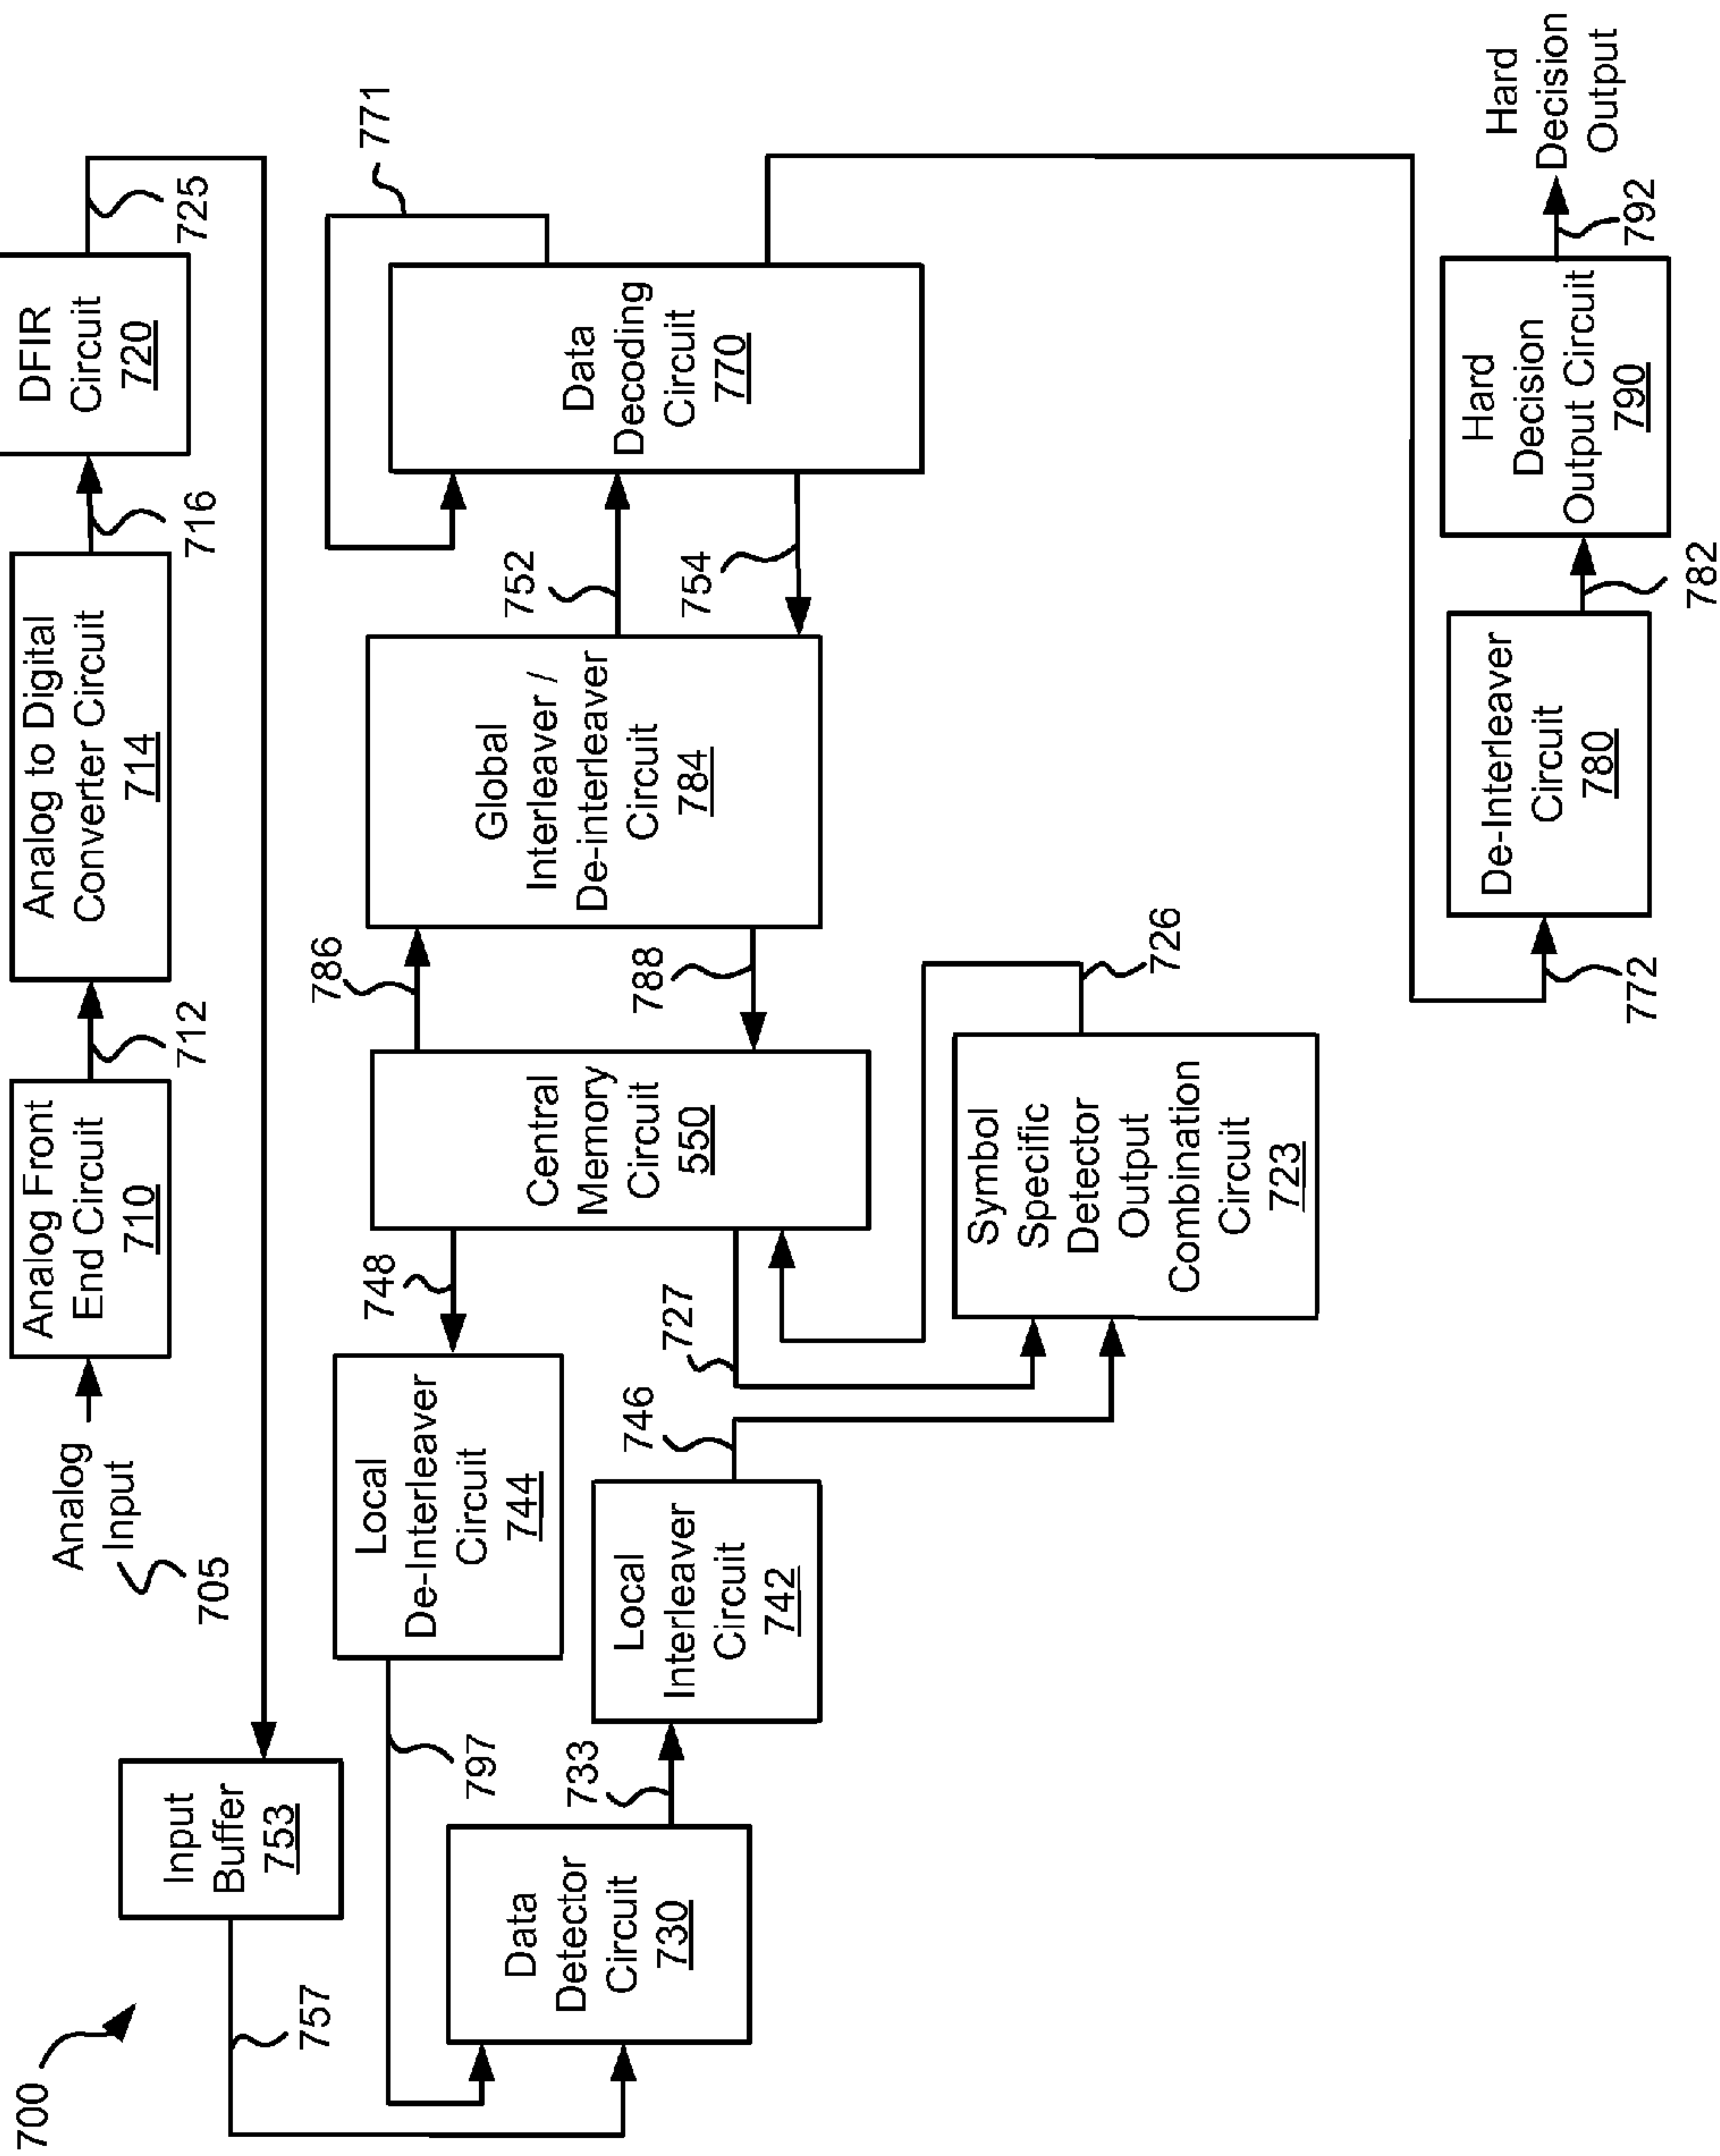 700
Analog
Input
705
Analog Front
End Circuit
710
712
Analog to Digital
Converter Circuit
714
716
DFIR
Circuit
720
725
Input
Buffer
753
757
797
Local
De-Interleaver
Circuit
744
748
Central
Memory
Circuit
550
786
788
Global
Interleaver /
De-interleaver
Circuit
784
752
754
Data
Decoding
Circuit
770
771
Data
Detector
Circuit
730
733
Local
Interleaver
Circuit
742
746
727
726
Symbol
Specific
Detector
Output
Combination
Circuit
723
772
De-Interleaver
Circuit
780
782
Hard
Decision
Output Circuit
790
792
Hard
Decision
Output